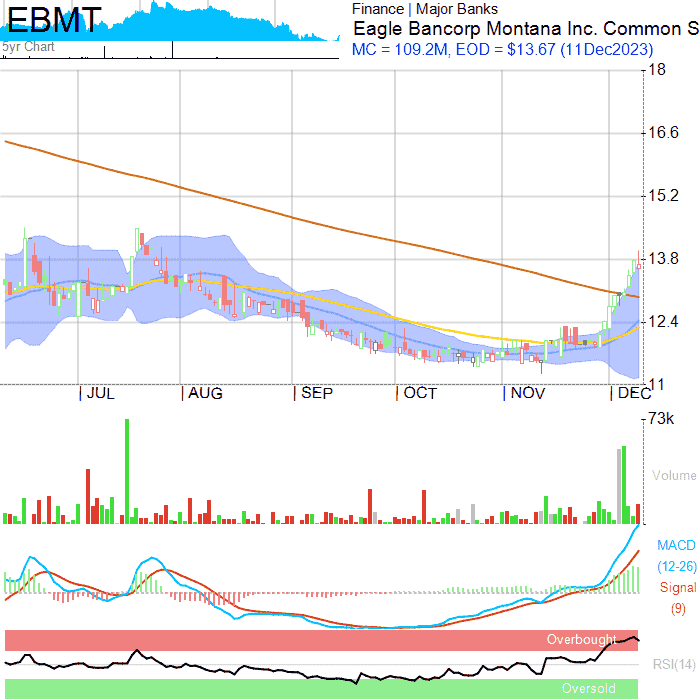 EBMT
5yr Chart
Finance | Major Banks
Eagle Bancorp Montana Inc. Common S
MC = 109.2M, EOD = $13.67 (11Dec2023)
18
16.6
15.2
13.8
12.4
11
JUL AUG SEP OCT NOV DEC
73k
Volume
MACD
(12-26)
Signal
(9)
Overbought
RSI(14)
Oversold